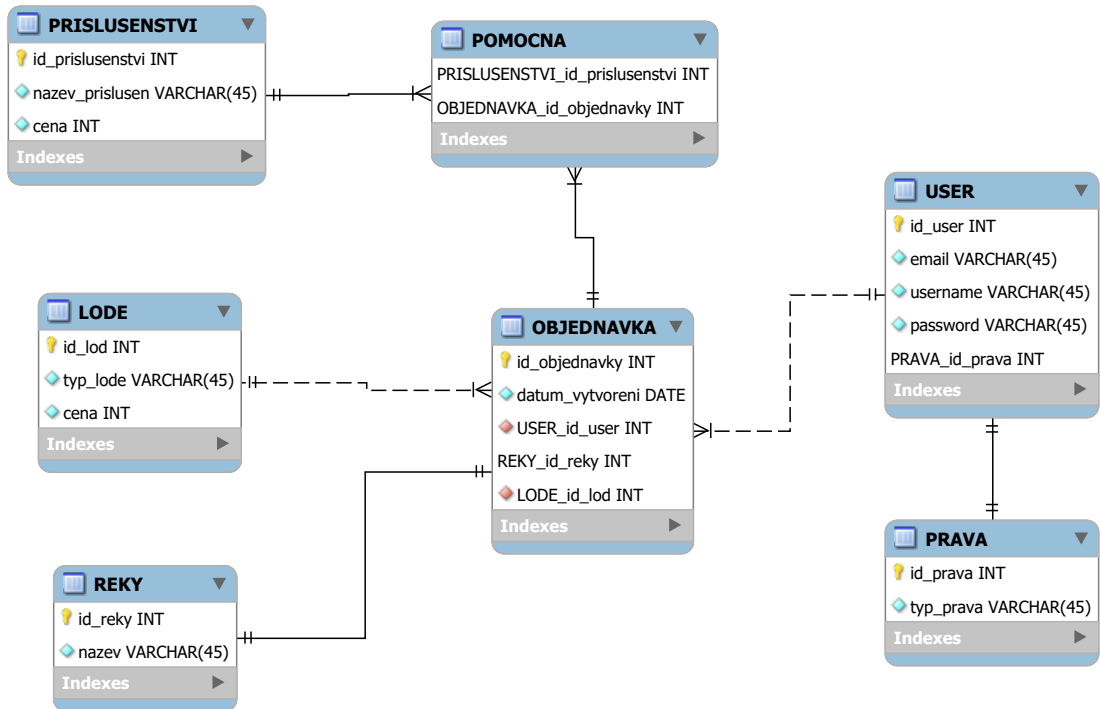 PRISLUSENSTVI
id_prislusenstvi INT
nazev_prislusen VARCHAR(45)
cena INT
Indexes
POMOCNA
PRISLUSENSTVI_id_prislusenstvi INT
OBJEDNAVKA_id_objednavky INT
Indexes
USER
id_user INT
email VARCHAR(45)
username VARCHAR(45)
password VARCHAR(45)
PRAVA_id_prava INT
Indexes
LODE
id_lod INT
typ_lode VARCHAR(45)
cena INT
Indexes
OBJEDNAVKA
id_objednavky INT
datum_vytvoreni DATE
USER_id_user INT
REKY_id_reky INT
LODE_id_lod INT
Indexes
REKY
id_reky INT
nazev VARCHAR(45)
Indexes
PRAVA
id_prava INT
typ_prava VARCHAR(45)
Indexes